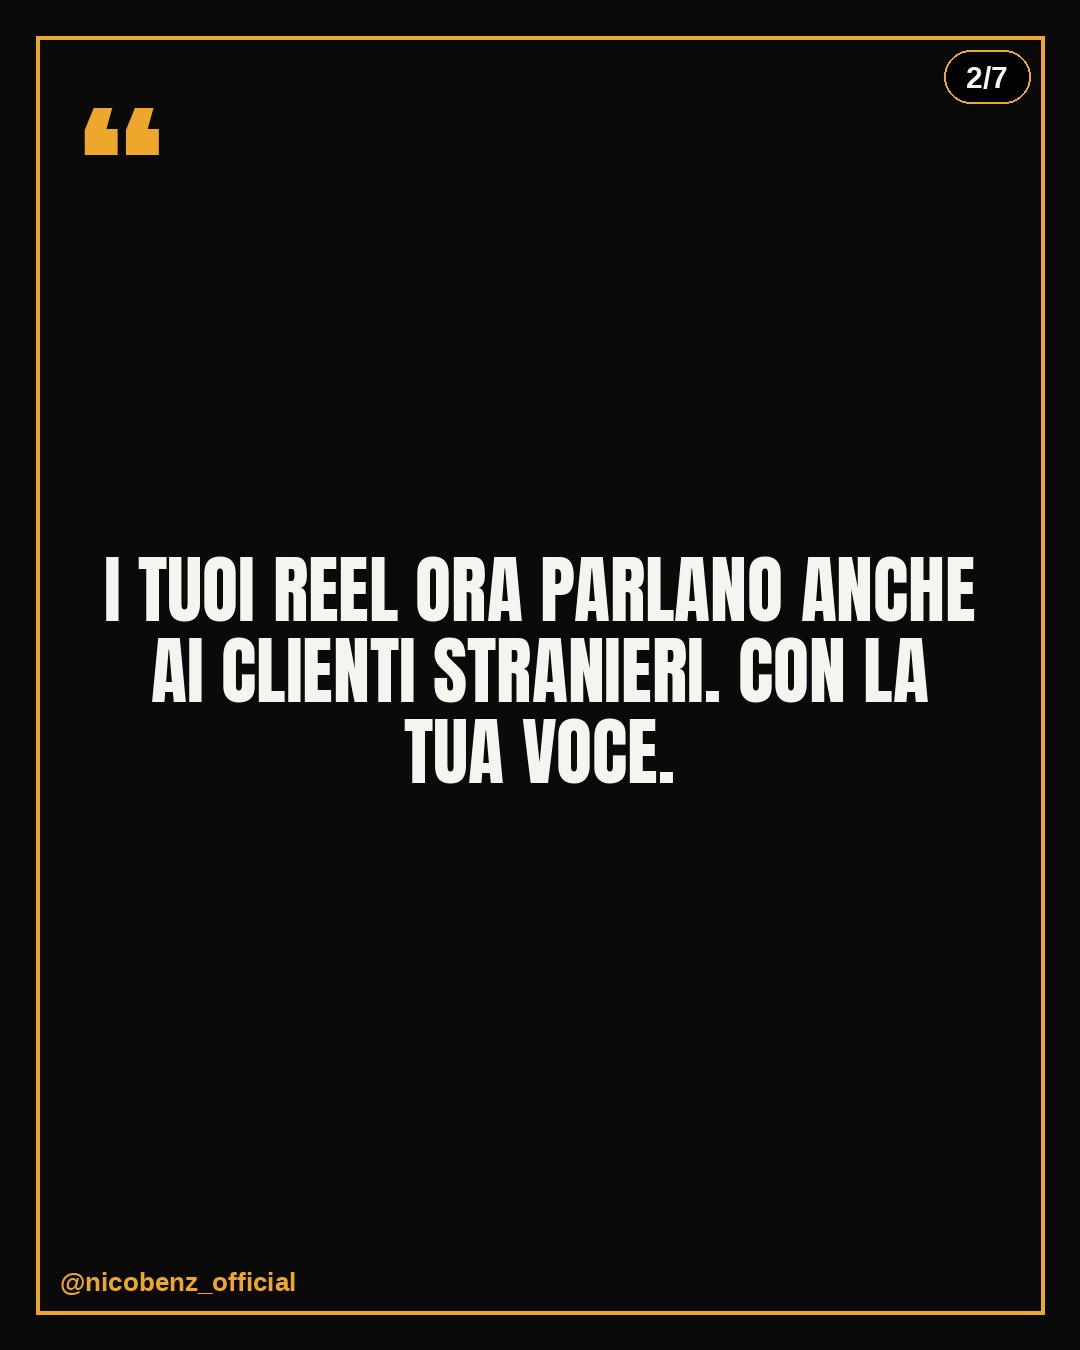 2/7
“
I TUOI REEL ORA PARLANO ANCHE
AI CLIENTI STRANIERI. CON LA
TUA VOCE.
@nicobenz_official